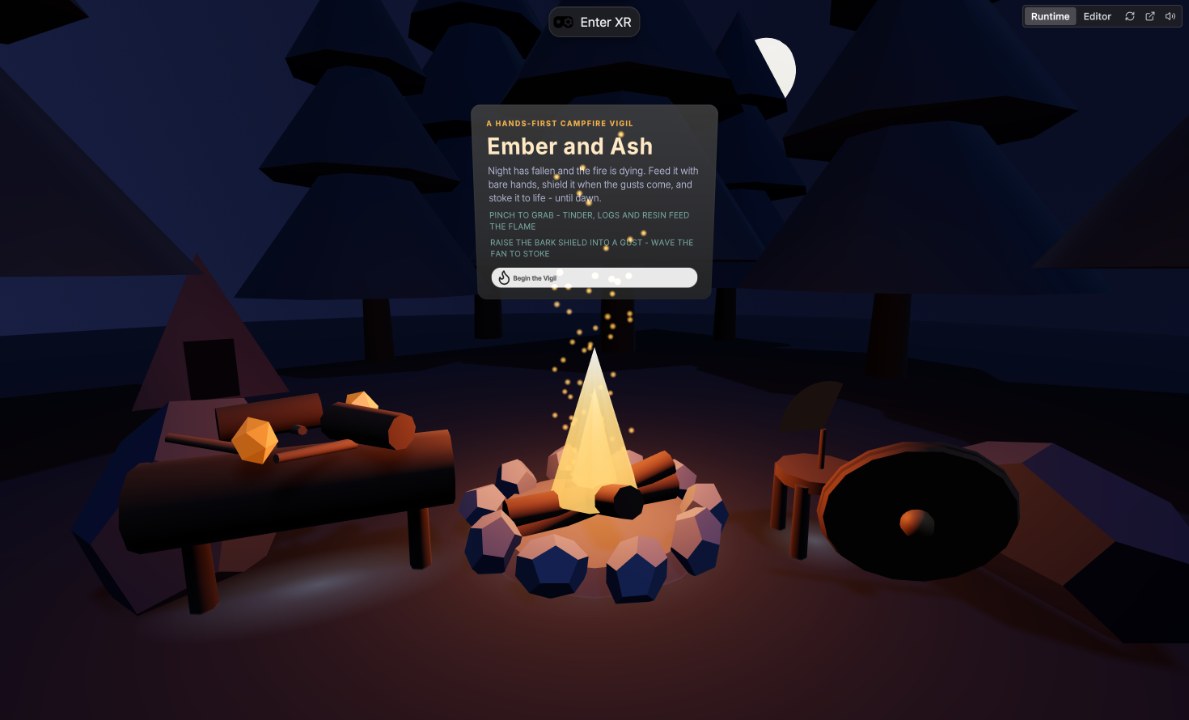 Enter XR
Runtime Editor
A HANDS-FIRST CAMPFIRE VIGIL
Ember and Ash
Night has fallen and the fire is dying. Feed it with
bare hands, shield it when the gusts come, and
stoke it to life - until dawn.
PINCH TO GRAB - TINDER, LOGS AND RESIN FEED
THE FLAME
RAISE THE BARK SHIELD INTO A GUST - WAVE THE
FAN TO STOKE
Begin the Vigil